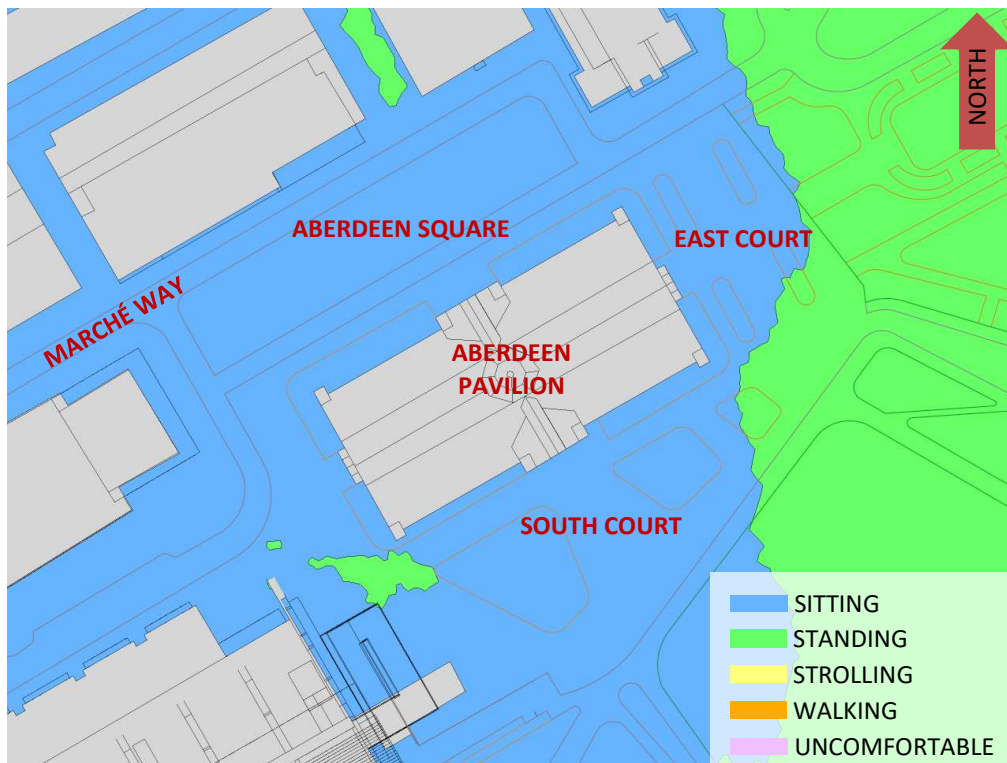 NORTH
ABERDEEN SQUARE
EAST COURT
MARCHÉ WAY
ABERDEEN
PAVILION
SOUTH COURT
SITTING
STANDING
STROLLING
WALKING
UNCOMFORTABLE